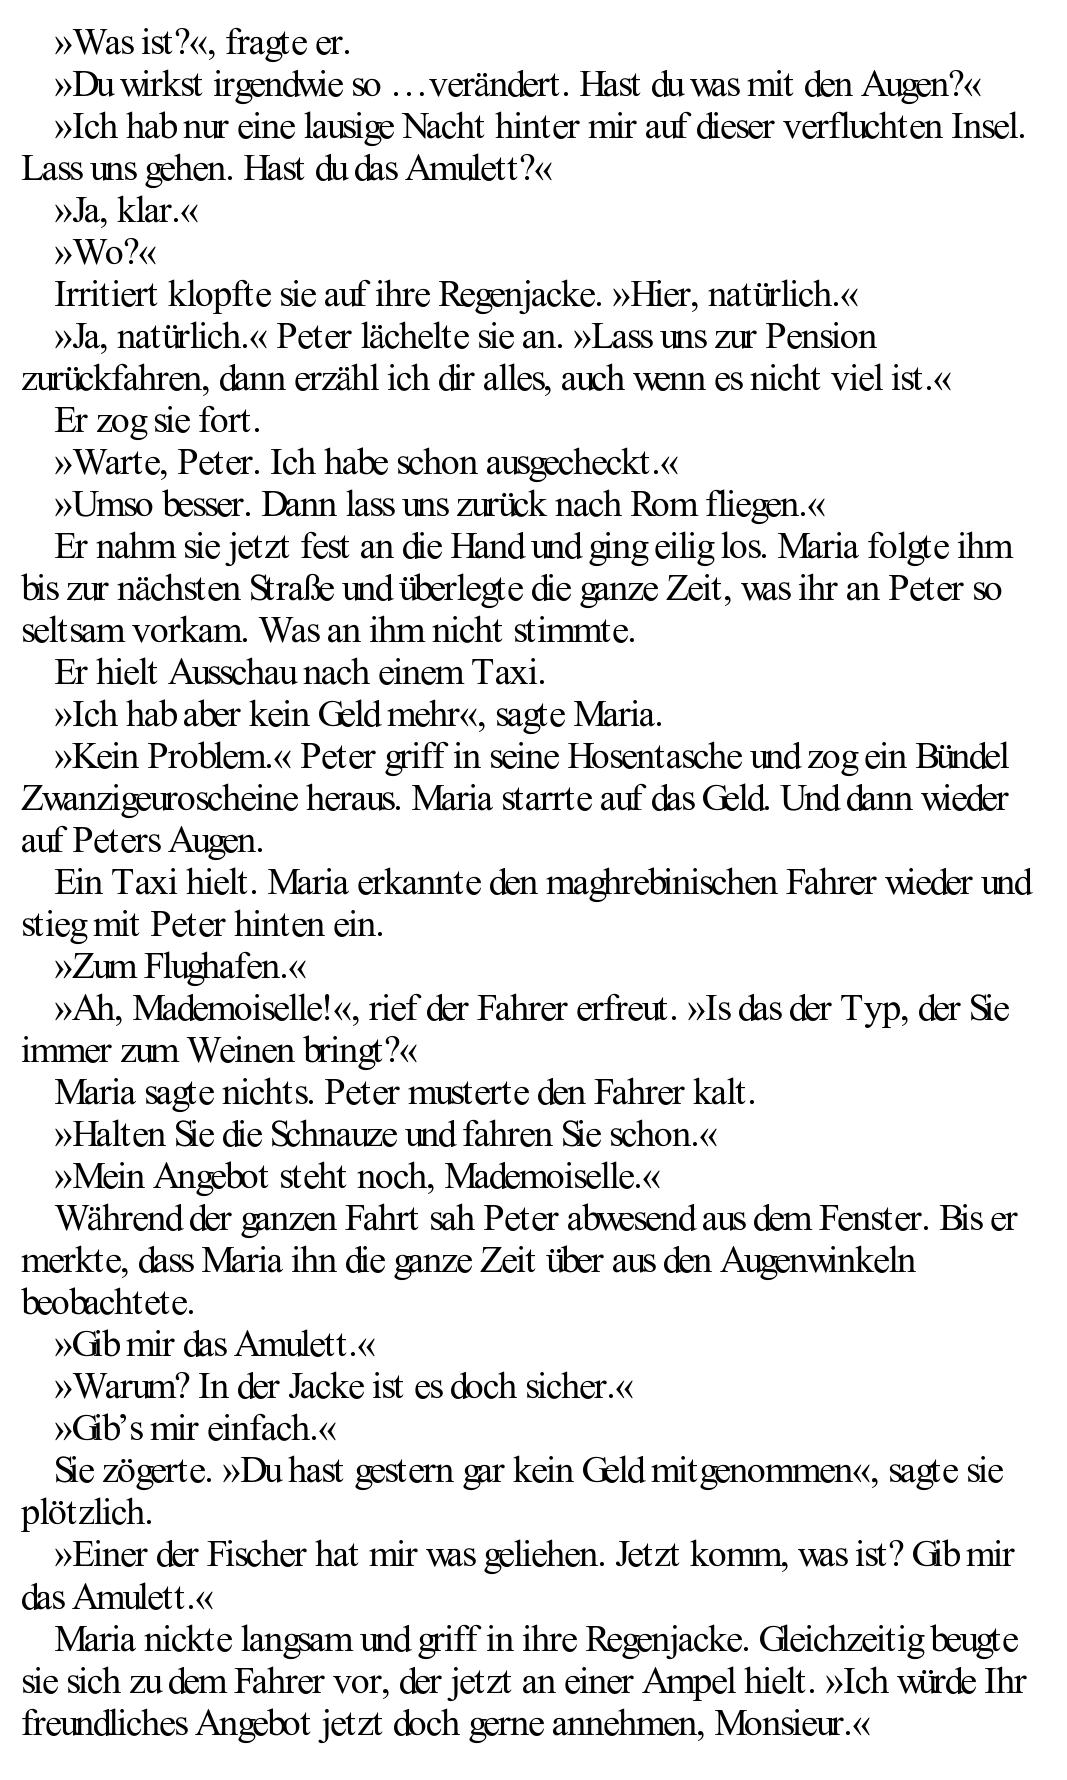 »Was ist?«, fragte er.
»Du wirkst irgendwie so …verändert. Hast du was mit den Augen?«
»Ich hab nur eine lausige Nacht hinter mir auf dieser verfluchten Insel.
Lass uns gehen. Hast du das Amulett?«
»Ja, klar.«
»Wo?«
Irritiert klopfte sie auf ihre Regenjacke. »Hier, natürlich.«
»Ja, natürlich.« Peter lächelte sie an. »Lass uns zur Pension
zurückfahren, dann erzähl ich dir alles, auch wenn es nicht viel ist.«
Er zog sie fort.
»Warte, Peter. Ich habe schon ausgecheckt.«
»Umso besser. Dann lass uns zurück nach Rom fliegen.«
Er nahm sie jetzt fest an die Hand und ging eilig los. Maria folgte ihm
bis zur nächsten Straße und überlegte die ganze Zeit, was ihr an Peter so
seltsam vorkam. Was an ihm nicht stimmte.
Er hielt Ausschau nach einem Taxi.
»Ich hab aber kein Geld mehr«, sagte Maria.
»Kein Problem.« Peter griff in seine Hosentasche und zog ein Bündel
Zwanzigeuroscheine heraus. Maria starrte auf das Geld. Und dann wieder
auf Peters Augen.
Ein Taxi hielt. Maria erkannte den maghrebinischen Fahrer wieder und
stieg mit Peter hinten ein.
»Zum Flughafen.«
»Ah, Mademoiselle!«, rief der Fahrer erfreut. »Is das der Typ, der Sie
immer zum Weinen bringt?«
Maria sagte nichts. Peter musterte den Fahrer kalt.
»Halten Sie die Schnauze und fahren Sie schon.«
»Mein Angebot steht noch, Mademoiselle.«
Während der ganzen Fahrt sah Peter abwesend aus dem Fenster. Bis er
merkte, dass Maria ihn die ganze Zeit über aus den Augenwinkeln
beobachtete.
»Gib mir das Amulett.«
»Warum? In der Jacke ist es doch sicher.«
»Gib’s mir einfach.«
Sie zögerte. »Du hast gestern gar kein Geld mitgenommen«, sagte sie
plötzlich.
»Einer der Fischer hat mir was geliehen. Jetzt komm, was ist? Gib mir
das Amulett.«
Maria nickte langsam und griff in ihre Regenjacke. Gleichzeitig beugte
sie sich zu dem Fahrer vor, der jetzt an einer Ampel hielt. »Ich würde Ihr
freundliches Angebot jetzt doch gerne annehmen, Monsieur.«